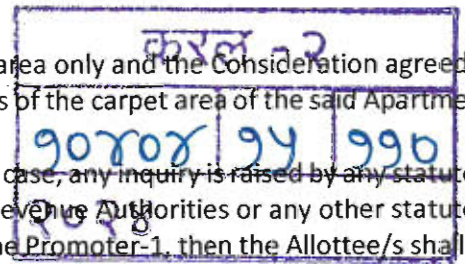 करल - २
area only and the Consideration agreed
s of the carpet area of the said Apartme
१०४०४ १५ ११०
case, any inquiry is raised by any statute
evenue Authorities or any other statute
२०२४
he Promoter-1, then the Allottee/s shall